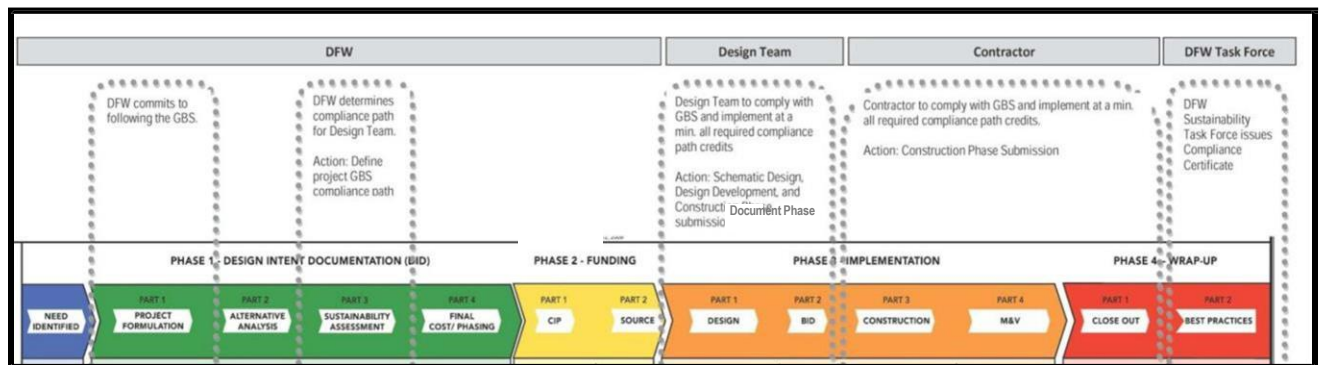 DFW
Design Team
Contractor
DFW Task Force
DFW commits to
following the GBS.
DFW determines
compliance path
for Design Team.
Action: Define
project GBS
compliance path
Design Team to comply with
GBS and implement at a
min. all required compliance
path credits
Action: Schematic Design,
Design Development, and
Document Phase
Contractor to comply with GBS and implement at a min.
all required compliance path credits.
Action: Construction Phase Submission
DFW
Sustainability
Task Force issues
Compliance
Certificate
PHASE 1 - DESIGN INTENT DOCUMENTATION (BID)
PHASE 2 - FUNDING
PHASE 3 - IMPLEMENTATION
PHASE 4 - WRAP-UP
NEED
IDENTIFIED
PART 1
PROJECT
FORMULATION
PART 2
ALTERNATIVE
ANALYSIS
PART 3
SUSTAINABILITY
ASSESSMENT
PART 4
FINAL
COST/ PHASING
PART 1
CIP
PART 2
SOURCE
PART 1
DESIGN
PART 2
BID
PART 3
CONSTRUCTION
PART 4
M&V
PART 1
CLOSE OUT
PART 2
BEST PRACTICES